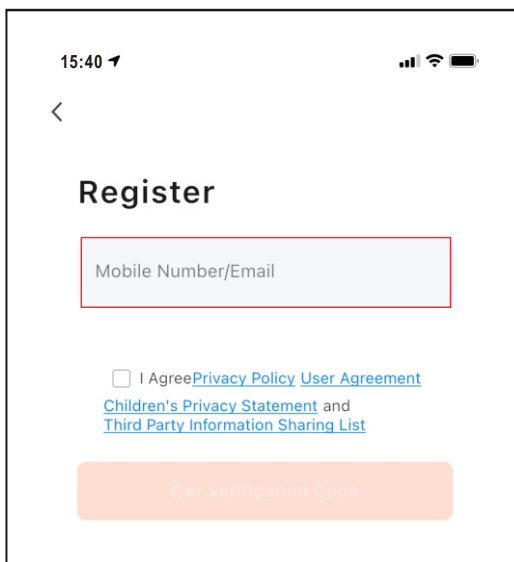 15:40
Register
Mobile Number/Email
I AgreePrivacy Policy User Agreement
Children's Privacy Statement and
Third Party Information Sharing List
Get Verification Code